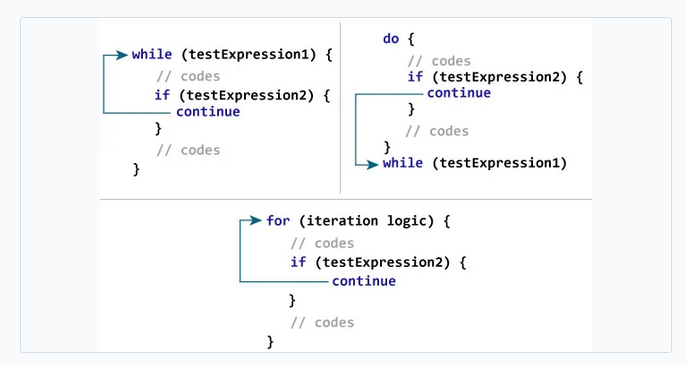 while (testExpression1) {
// codes
if (testExpression2) {
continue
}
// codes
}
do {
// codes
if (testExpression2) {
continue
}
// codes
}
while (testExpression1)
for (iteration logic) {
// codes
if (testExpression2) {
continue
}
// codes
}